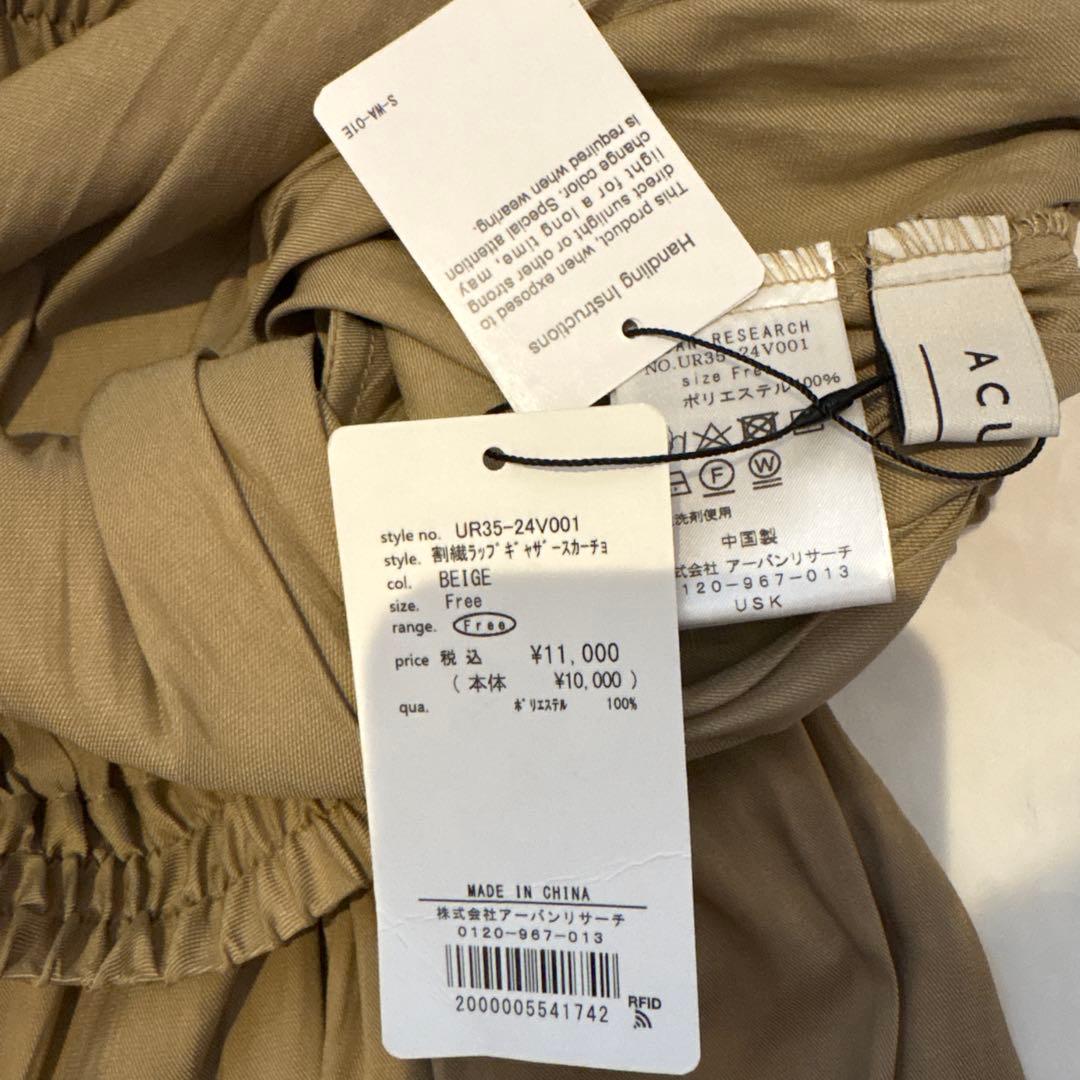 S-WA-01E
Handling Instructions
This product, when exposed to
direct sunlight or other strong
light for a long time, may
change color. Special attention
is required when wearing.
RESEARCH
NO.UR35-24V001
size Free
ポリエステル100%
F
W
洗剤使用
中国製
式会社 アーバンリサーチ
120-967-013
USK
ACU
style no. UR35-24V001
style. 割繊ラップギャザースカーチョ
col. BEIGE
size. Free
range. Free
price 税込 ¥11,000
(本体 ¥10,000)
qua. ポリエステル 100%
MADE IN CHINA
株式会社アーバンリサーチ
0120-967-013
2000005541742
RFID